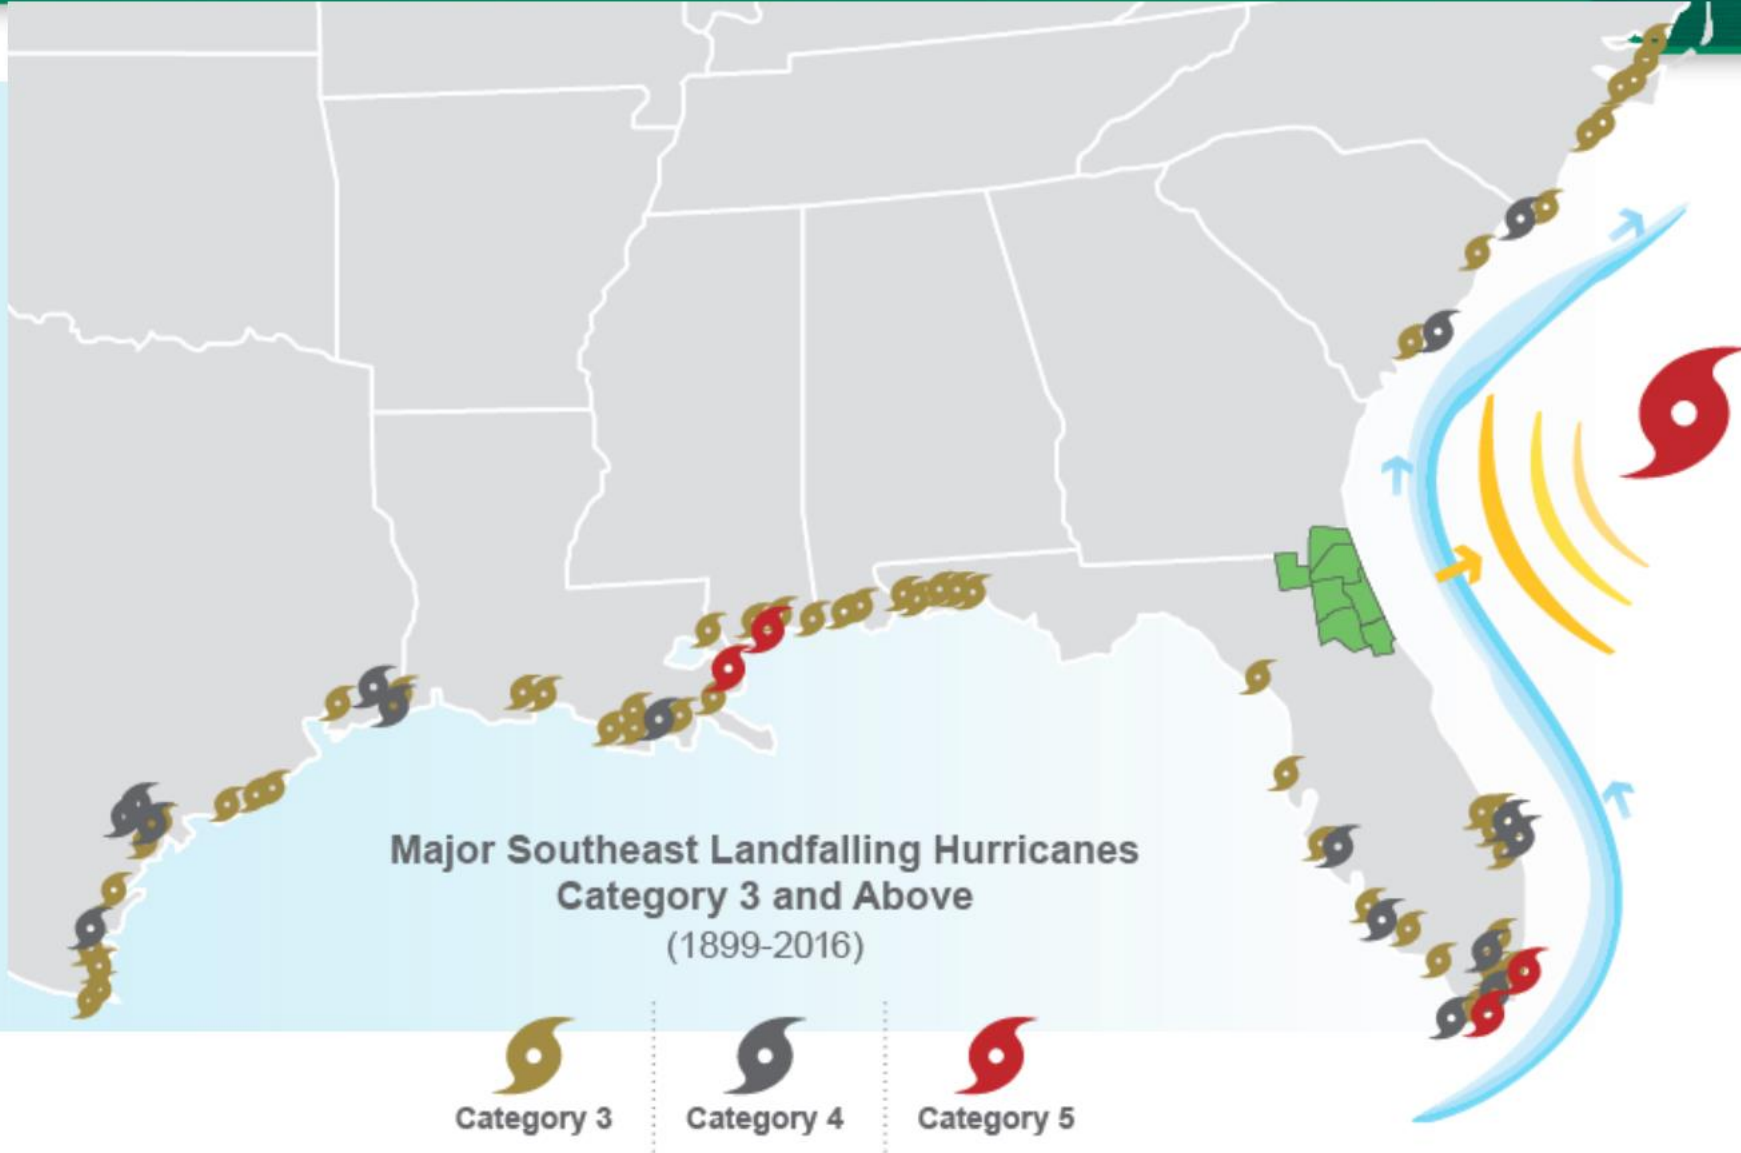 Major Southeast Landfalling Hurricanes
Category 3 and Above
(1899-2016)
Category 3
Category 4
Category 5